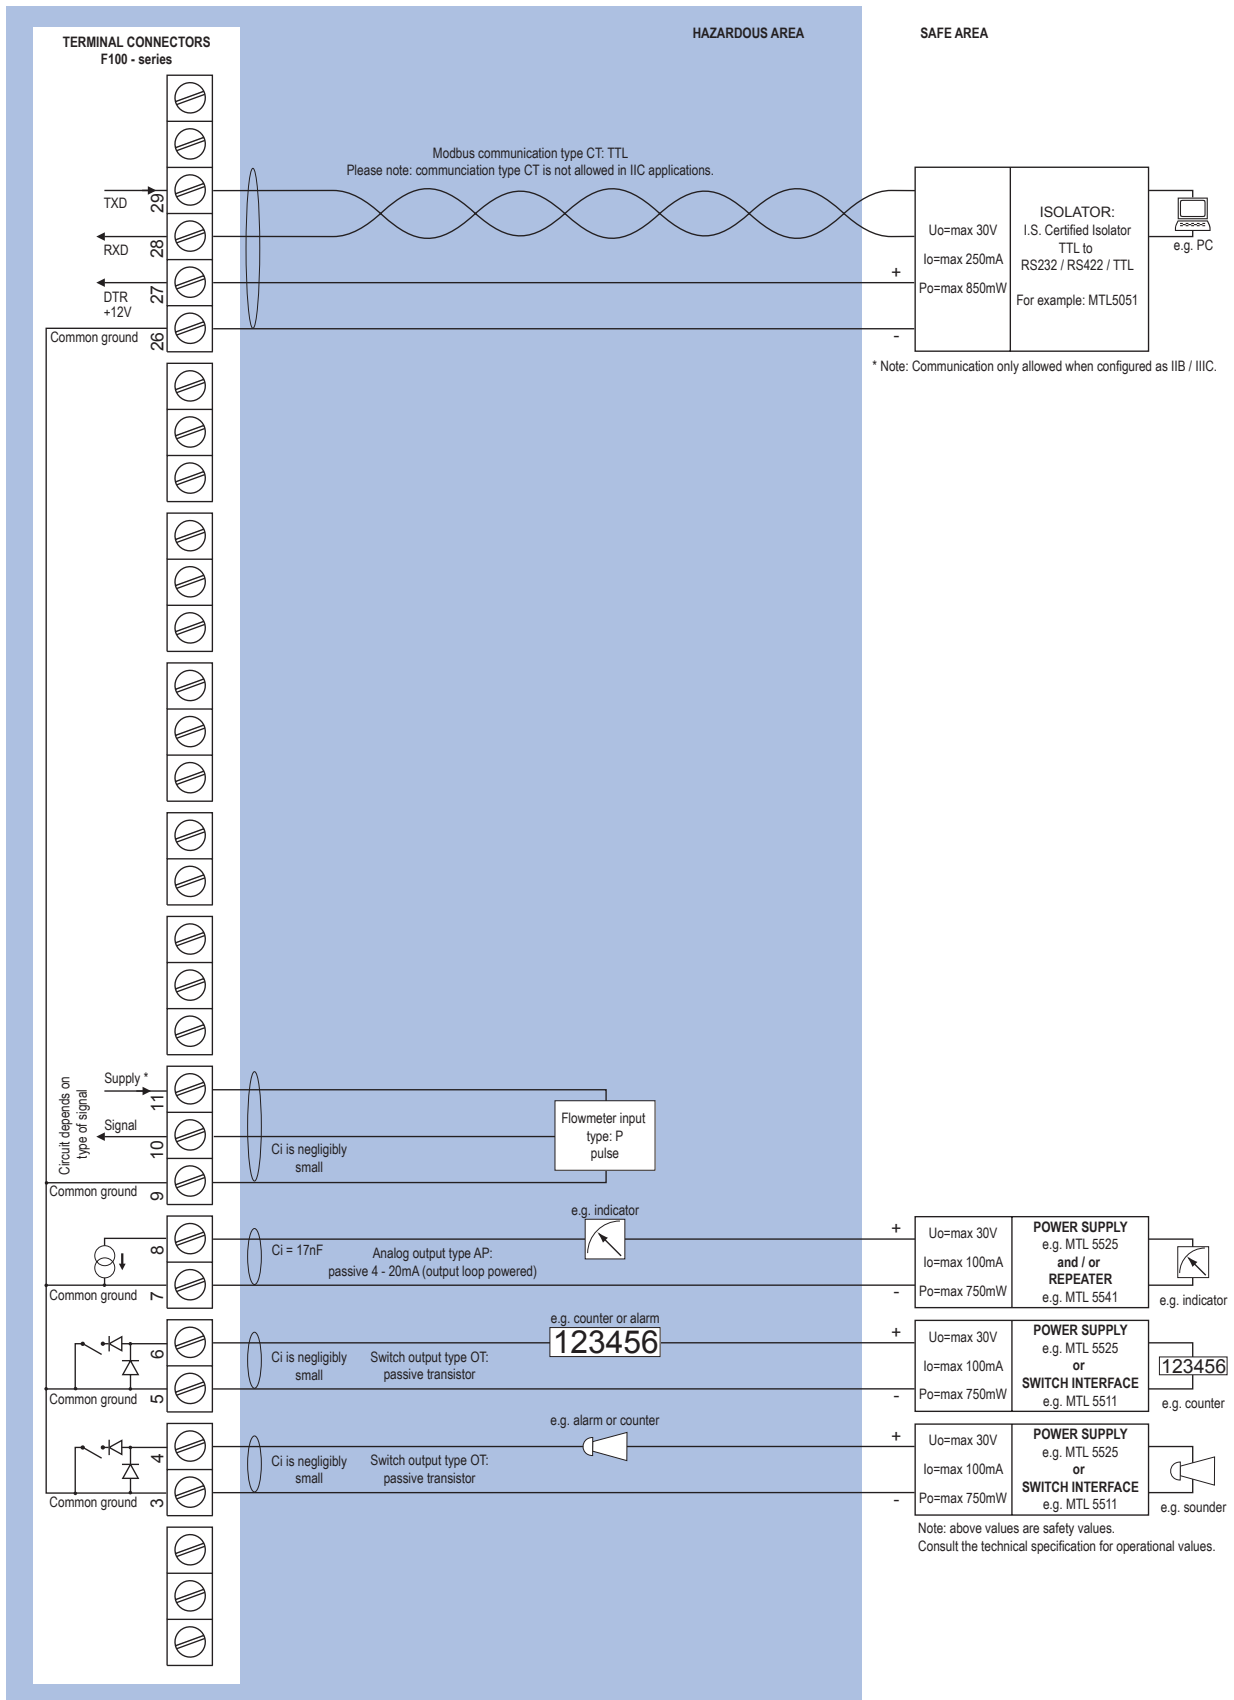 HAZARDOUS AREA
SAFE AREA
TERMINAL CONNECTORS
F100 - series
Modbus communication type CT: TTL
Please note: communciation type CT is not allowed in IIC applications.
TXD
29
RXD
28
DTR
+12V
27
Common ground
26
+
-
Uo=max 30V
Io=max 250mA
Po=max 850mW
ISOLATOR:
I.S. Certified Isolator
TTL to
RS232 / RS422 / TTL
For example: MTL5051
e.g. PC
* Note: Communication only allowed when configured as IIB / IIIC.
Circuit depends on
type of signal
Supply *
11
Signal
10
Common ground
9
Ci is negligibly
small
Flowmeter input
type: P
pulse
8
Common ground
7
Ci = 17nF
Analog output type AP:
passive 4 - 20mA (output loop powered)
e.g. indicator
+
-
Uo=max 30V
Io=max 100mA
Po=max 750mW
POWER SUPPLY
e.g. MTL 5525
and / or
REPEATER
e.g. MTL 5541
e.g. indicator
6
Common ground
5
Ci is negligibly
small
Switch output type OT:
passive transistor
e.g. counter or alarm
123456
+
-
Uo=max 30V
Io=max 100mA
Po=max 750mW
POWER SUPPLY
e.g. MTL 5525
or
SWITCH INTERFACE
e.g. MTL 5511
123456
e.g. counter
4
Common ground
3
Ci is negligibly
small
Switch output type OT:
passive transistor
e.g. alarm or counter
+
-
Uo=max 30V
Io=max 100mA
Po=max 750mW
POWER SUPPLY
e.g. MTL 5525
or
SWITCH INTERFACE
e.g. MTL 5511
e.g. sounder
Note: above values are safety values.
Consult the technical specification for operational values.